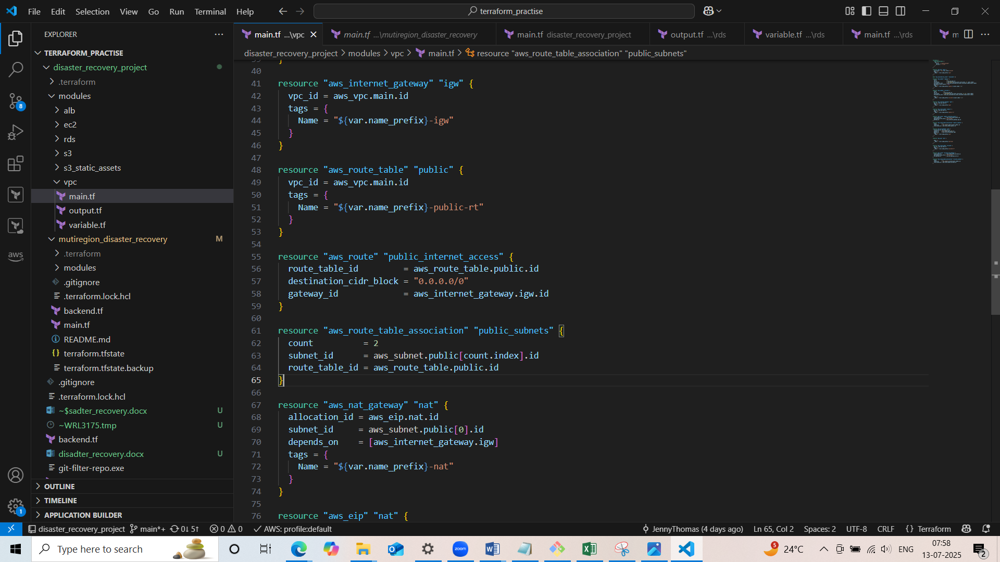 File Edit Selection View Go Run Terminal Help
terraform_practise
EXPLORER
TERRAFORM_PRACTISE
disaster_recovery_project
.terraform
modules
alb
ec2
rds
s3
s3_static_assets
vpc
main.tf
output.tf
variable.tf
mutiregion_disaster_recovery M
.terraform
modules
.gitignore
.terraform.lock.hcl
backend.tf
main.tf
README.md
terraform.tfstate
terraform.tfstate.backup
.gitignore
.terraform.lock.hcl
~$sadter_recovery.docx U
~WRL3175.tmp U
backend.tf
disadter_recovery.docx U
git-filter-repo.exe
OUTLINE
TIMELINE
APPLICATION BUILDER
8
aws
1
main.tf ...\vpc
main.tf ...\mutiregion_disaster_recovery
main.tf disaster_recovery_project
output.tf ...\rds
variable.tf ...\rds
main.tf ...\rds
disaster_recovery_project > modules > vpc > main.tf > resource "aws_route_table_association" "public_subnets"
39 }
40
41 resource "aws_internet_gateway" "igw" {
42 vpc_id = aws_vpc.main.id
43 tags = {
44 Name = "${var.name_prefix}-igw"
45 }
46 }
47
48 resource "aws_route_table" "public" {
49 vpc_id = aws_vpc.main.id
50 tags = {
51 Name = "${var.name_prefix}-public-rt"
52 }
53 }
54
55 resource "aws_route" "public_internet_access" {
56 route_table_id = aws_route_table.public.id
57 destination_cidr_block = "0.0.0.0/0"
58 gateway_id = aws_internet_gateway.igw.id
59 }
60
61 resource "aws_route_table_association" "public_subnets" {
62 count = 2
63 subnet_id = aws_subnet.public[count.index].id
64 route_table_id = aws_route_table.public.id
65 }
66
67 resource "aws_nat_gateway" "nat" {
68 allocation_id = aws_eip.nat.id
69 subnet_id = aws_subnet.public[0].id
70 depends_on = [aws_internet_gateway.igw]
71 tags = {
72 Name = "${var.name_prefix}-nat"
73 }
74 }
75
76 resource "aws_eip" "nat" {
disaster_recovery_project main*+ 0↓ 5↑ 0 0 AWS: profile:default
JennyThomas (4 days ago) Ln 65, Col 2 Spaces: 2 UTF-8 CRLF {} Terraform
Type here to search
zoom
5
24°C
ENG
07:58
13-07-2025
2